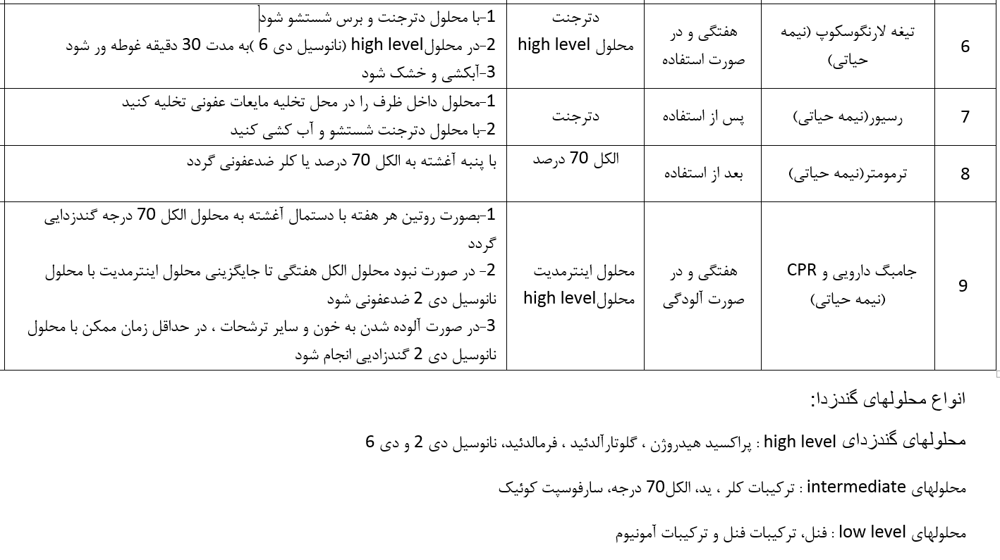 6
تیغه لارنگوسکوپ (نیمه
حیاتی)
هفتگی و در
صورت استفاده
دترجنت
محلول high level
1-با محلول دترجنت و برس شستشو شود
2-در محلولhigh level (نانوسیل دی 6 )به مدت 30 دقیقه غوطه ور شود
3-آبکشی و خشک شود
7
رسیور(نیمه حیاتی)
پس از استفاده
دترجنت
1-محلول داخل ظرف را در محل تخلیه مایعات عفونی تخلیه کنید
2-با محلول دترجنت شستشو و آب کشی کنید
8
ترمومتر(نیمه حیاتی)
بعد از استفاده
الکل 70 درصد
با پنبه آغشته به الکل 70 درصد یا کلر ضدعفونی گردد
9
جامبگ دارویی و CPR
(نیمه حیاتی)
هفتگی و در
صورت آلودگی
محلول اینترمدیت
محلولhigh level
1-بصورت روتین هر هفته با دستمال آغشته به محلول الکل 70 درجه گندزدایی
گردد
2- در صورت نبود محلول الکل هفتگی تا جایگزینی محلول اینترمدیت با محلول
نانوسیل دی 2 ضدعفونی شود
3-در صورت آلوده شدن به خون و سایر ترشحات ، در حداقل زمان ممکن با محلول
نانوسیل دی 2 گندزادیی انجام شود
انواع محلولهای گندزدا:
محلولهای گندزدای high level : پراکسید هیدروژن ، گلوتارآلدئید ، فرمالدئید، نانوسیل دی 2 و دی 6
محلولهای intermediate : ترکیبات کلر ، ید، الکل70 درجه، سارفوسپت کوئیک
محلولهای low level : فنل، ترکیبات فنل و ترکیبات آمونیوم